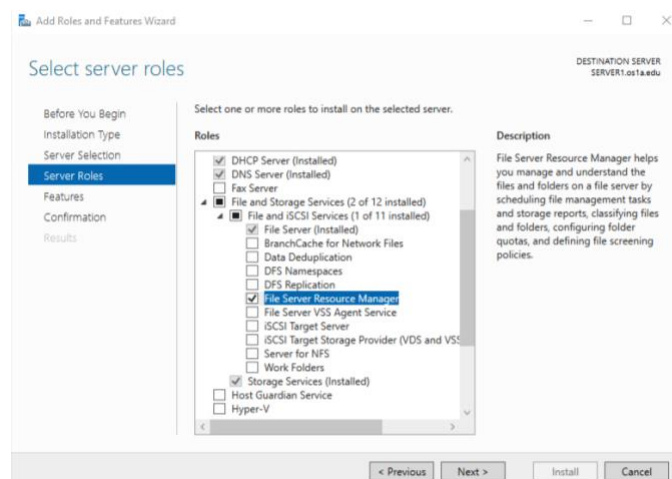 Add Roles and Features Wizard
Select server roles
DESTINATION SERVER
SERVER1.os1a.edu
Before You Begin
Installation Type
Server Selection
Server Roles
Features
Confirmation
Results
Select one or more roles to install on the selected server.
Roles
DHCP Server (Installed)
DNS Server (Installed)
Fax Server
File and Storage Services (2 of 12 installed)
File and iSCSI Services (1 of 11 installed)
File Server (Installed)
BranchCache for Network Files
Data Deduplication
DFS Namespaces
DFS Replication
File Server Resource Manager
File Server VSS Agent Service
iSCSI Target Server
iSCSI Target Storage Provider (VDS and VSS
Server for NFS
Work Folders
Storage Services (Installed)
Host Guardian Service
Hyper-V
Description
File Server Resource Manager helps
you manage and understand the
files and folders on a file server by
scheduling file management tasks
and storage reports, classifying files
and folders, configuring folder
quotas, and defining file screening
policies.
< Previous
Next >
Install
Cancel